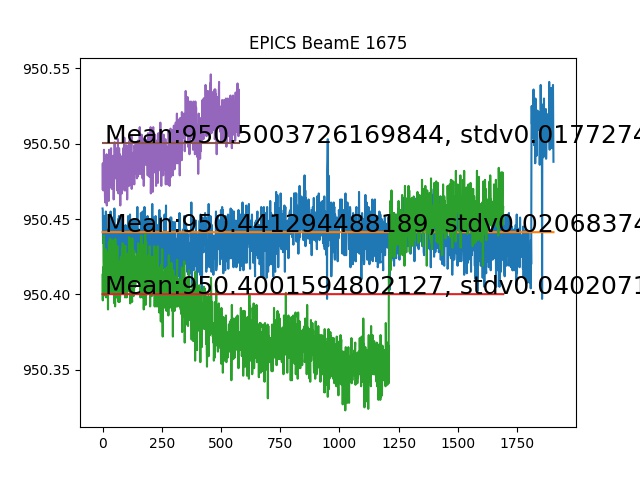 EPICS BeamE 1675
950.55
950.50
950.45
950.40
950.35
Mean:950.5003726169844, stdv0.0177274
Mean:950.441294488189, stdv0.02068374
Mean:950.4001594802127, stdv0.0402071
0 250 500 750 1000 1250 1500 1750